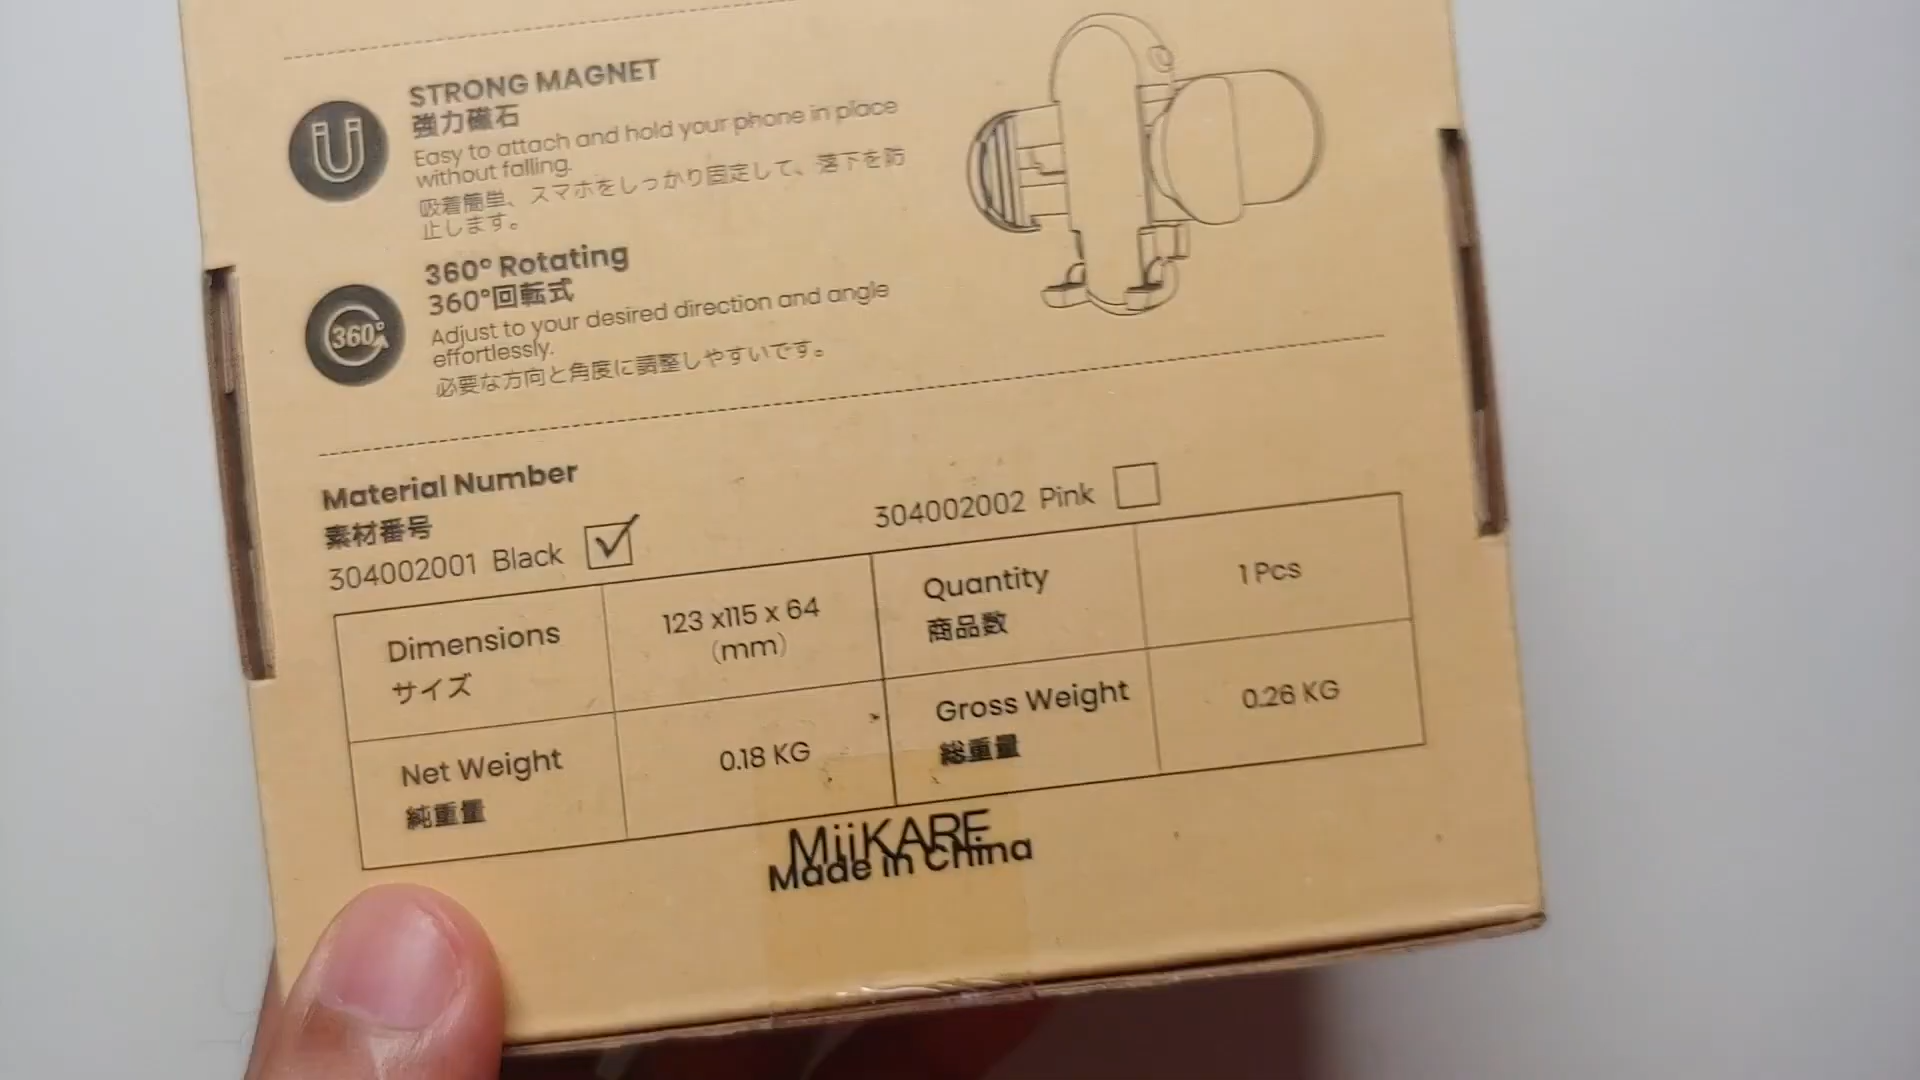 STRONG MAGNET
強力磁石
Easy to attach and hold your phone in place
without falling.
吸着簡単、スマホをしっかり固定して、落下を防
止します。
360° Rotating
360°回転式
360°
Adjust to your desired direction and angle
effortlessly.
必要な方向と角度に調整しやすいです。
Material Number
素材番号
304002001 Black
304002002 Pink
Dimensions
サイズ
123 x115 x 64
(mm)
Quantity
商品数
1 Pcs
Net Weight
純重量
0.18 KG
Gross Weight
総重量
0.26 KG
MiiKARE
Made in China